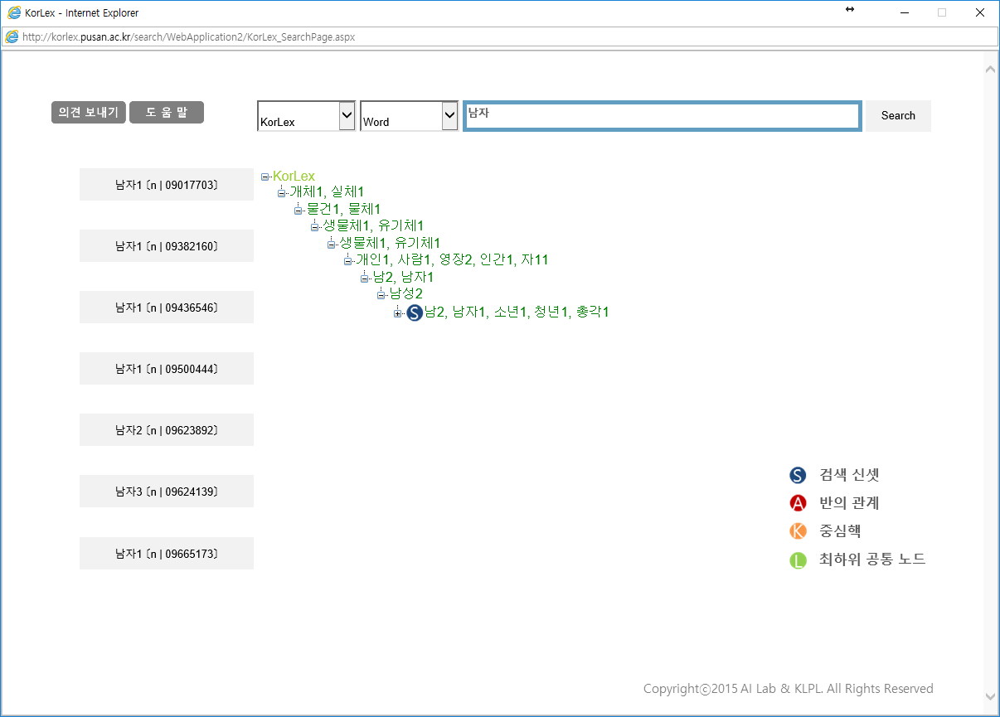 KorLex - Internet Explorer
http://korlex.pusan.ac.kr/search/WebApplication2/KorLex_SearchPage.aspx
의견 보내기 도 움 말 KorLex Word 남자 Search
남자1 〔n | 09017703〕
남자1 〔n | 09382160〕
남자1 〔n | 09436546〕
남자1 〔n | 09500444〕
남자2 〔n | 09623892〕
남자3 〔n | 09624139〕
남자1 〔n | 09665173〕
KorLex
개체1, 실체1
물건1, 물체1
생물체1, 유기체1
생물체1, 유기체1
개인1, 사람1, 영장2, 인간1, 자11
남2, 남자1
남성2
S 남2, 남자1, 소년1, 청년1, 총각1
S 검색 신셋
A 반의 관계
K 중심핵
L 최하위 공통 노드
Copyrightⓒ2015 AI Lab & KLPL. All Rights Reserved